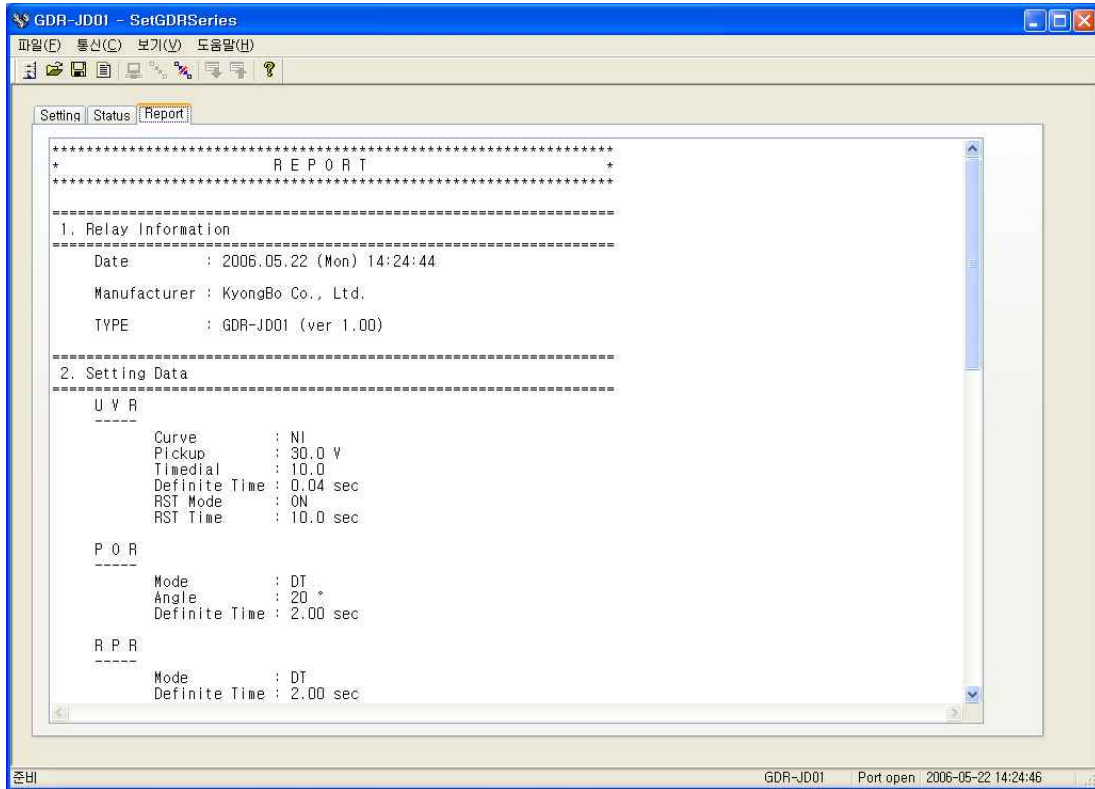 GDR-JD01 - SetGDRSeries
파일(F) 통신(C) 보기(V) 도움말(H)
Setting Status Report
******************************************************************
* R E P O R T *
******************************************************************
==================================================================
1. Relay Information
==================================================================
Date : 2006.05.22 (Mon) 14:24:44
Manufacturer : KyongBo Co., Ltd.
TYPE : GDR-JD01 (ver 1.00)
==================================================================
2. Setting Data
==================================================================
U V R
-----
Curve : NI
Pickup : 30.0 V
Timedial : 10.0
Definite Time : 0.04 sec
RST Mode : ON
RST Time : 10.0 sec
P O R
-----
Mode : DT
Angle : 20 °
Definite Time : 2.00 sec
R P R
-----
Mode : DT
Definite Time : 2.00 sec
준비 GDR-JD01 Port open 2006-05-22 14:24:46